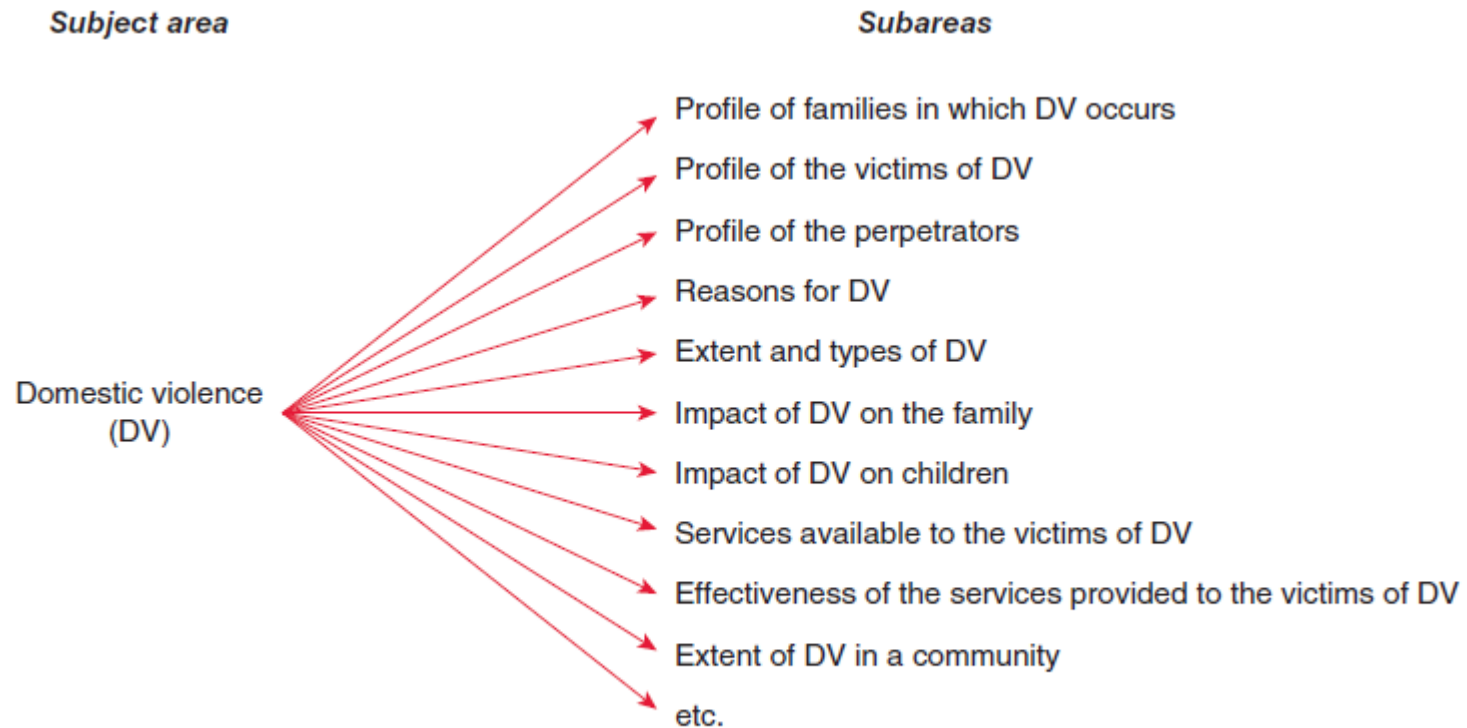 Subject area
Subareas
Profile of families in which DV occurs
Profile of the victims of DV
Profile of the perpetrators
Reasons for DV
Extent and types of DV
Domestic violence
(DV)
Impact of DV on the family
Impact of DV on children
Services available to the victims of DV
Effectiveness of the services provided to the victims of DV
Extent of DV in a community
etc.